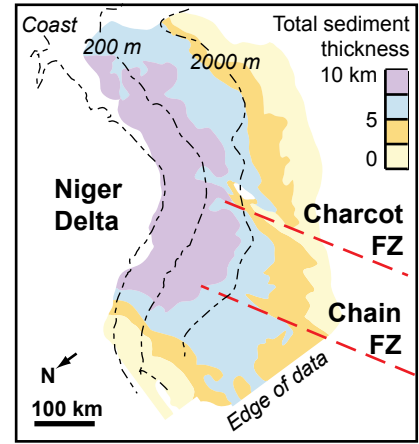 Coast
200 m
2000 m
Total sediment
thickness
10 km
5
0
Niger
Delta
Charcot
FZ
Chain
FZ
Edge of data
N
100 km